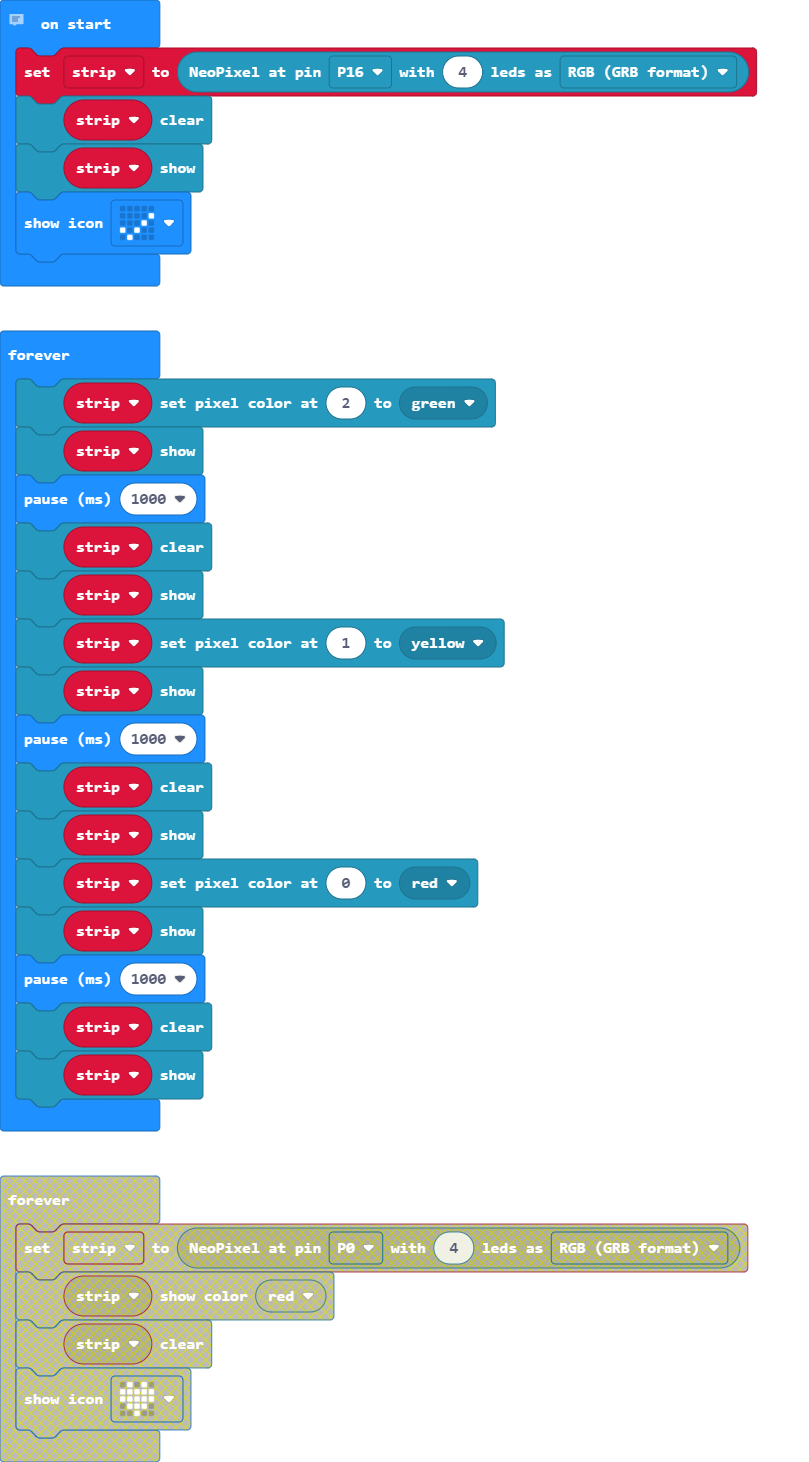 on start
set strip to NeoPixel at pin P16 with 4 leds as RGB (GRB format)
strip clear
strip show
show icon
forever
strip set pixel color at 2 to green
strip show
pause (ms) 1000
strip clear
strip show
strip set pixel color at 1 to yellow
strip show
pause (ms) 1000
strip clear
strip show
strip set pixel color at 0 to red
strip show
pause (ms) 1000
strip clear
strip show
forever
set strip to NeoPixel at pin P0 with 4 leds as RGB (GRB format)
strip show color red
strip clear
show icon